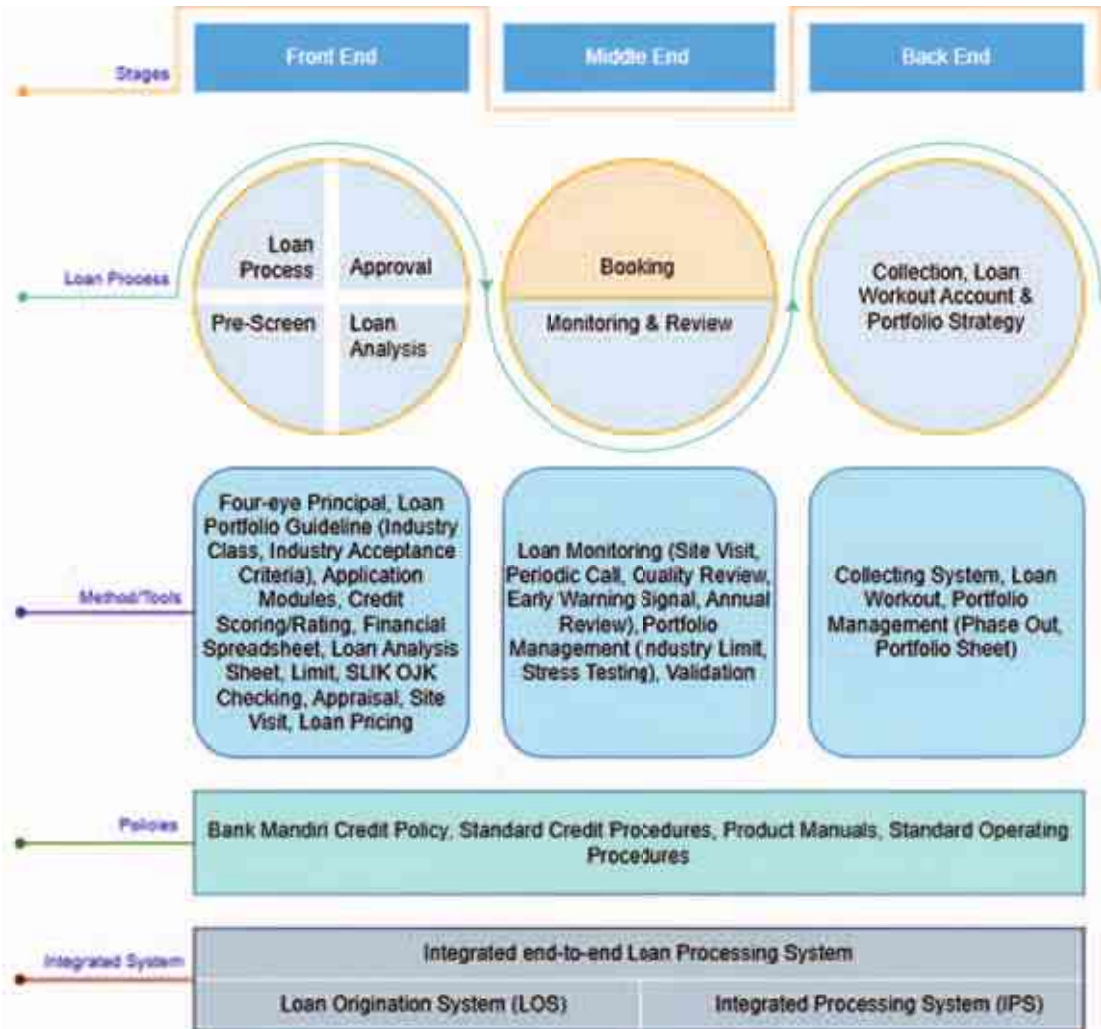 Stages
Front End
Middle End
Back End
Loan Process
Loan
Process
Approval
Pre-Screen
Loan
Analysis
Booking
Monitoring & Review
Collection, Loan
Workout Account &
Portfolio Strategy
Method/Tools
Four-eye Principal, Loan
Portfolio Guideline (Industry
Class, Industry Acceptance
Criteria), Application
Modules, Credit
Scoring/Rating, Financial
Spreadsheet, Loan Analysis
Sheet, Limit, SLIK OJK
Checking, Appraisal, Site
Visit, Loan Pricing
Loan Monitoring (Site Visit,
Periodic Call, Quality Review,
Early Warning Signal, Annual
Review), Portfolio
Management (Industry Limit,
Stress Testing), Validation
Collecting System, Loan
Workout, Portfolio
Management (Phase Out,
Portfolio Sheet)
Policies
Bank Mandiri Credit Policy, Standard Credit Procedures, Product Manuals, Standard Operating
Procedures
Integrated System
Integrated end-to-end Loan Processing System
Loan Origination System (LOS)
Integrated Processing System (IPS)